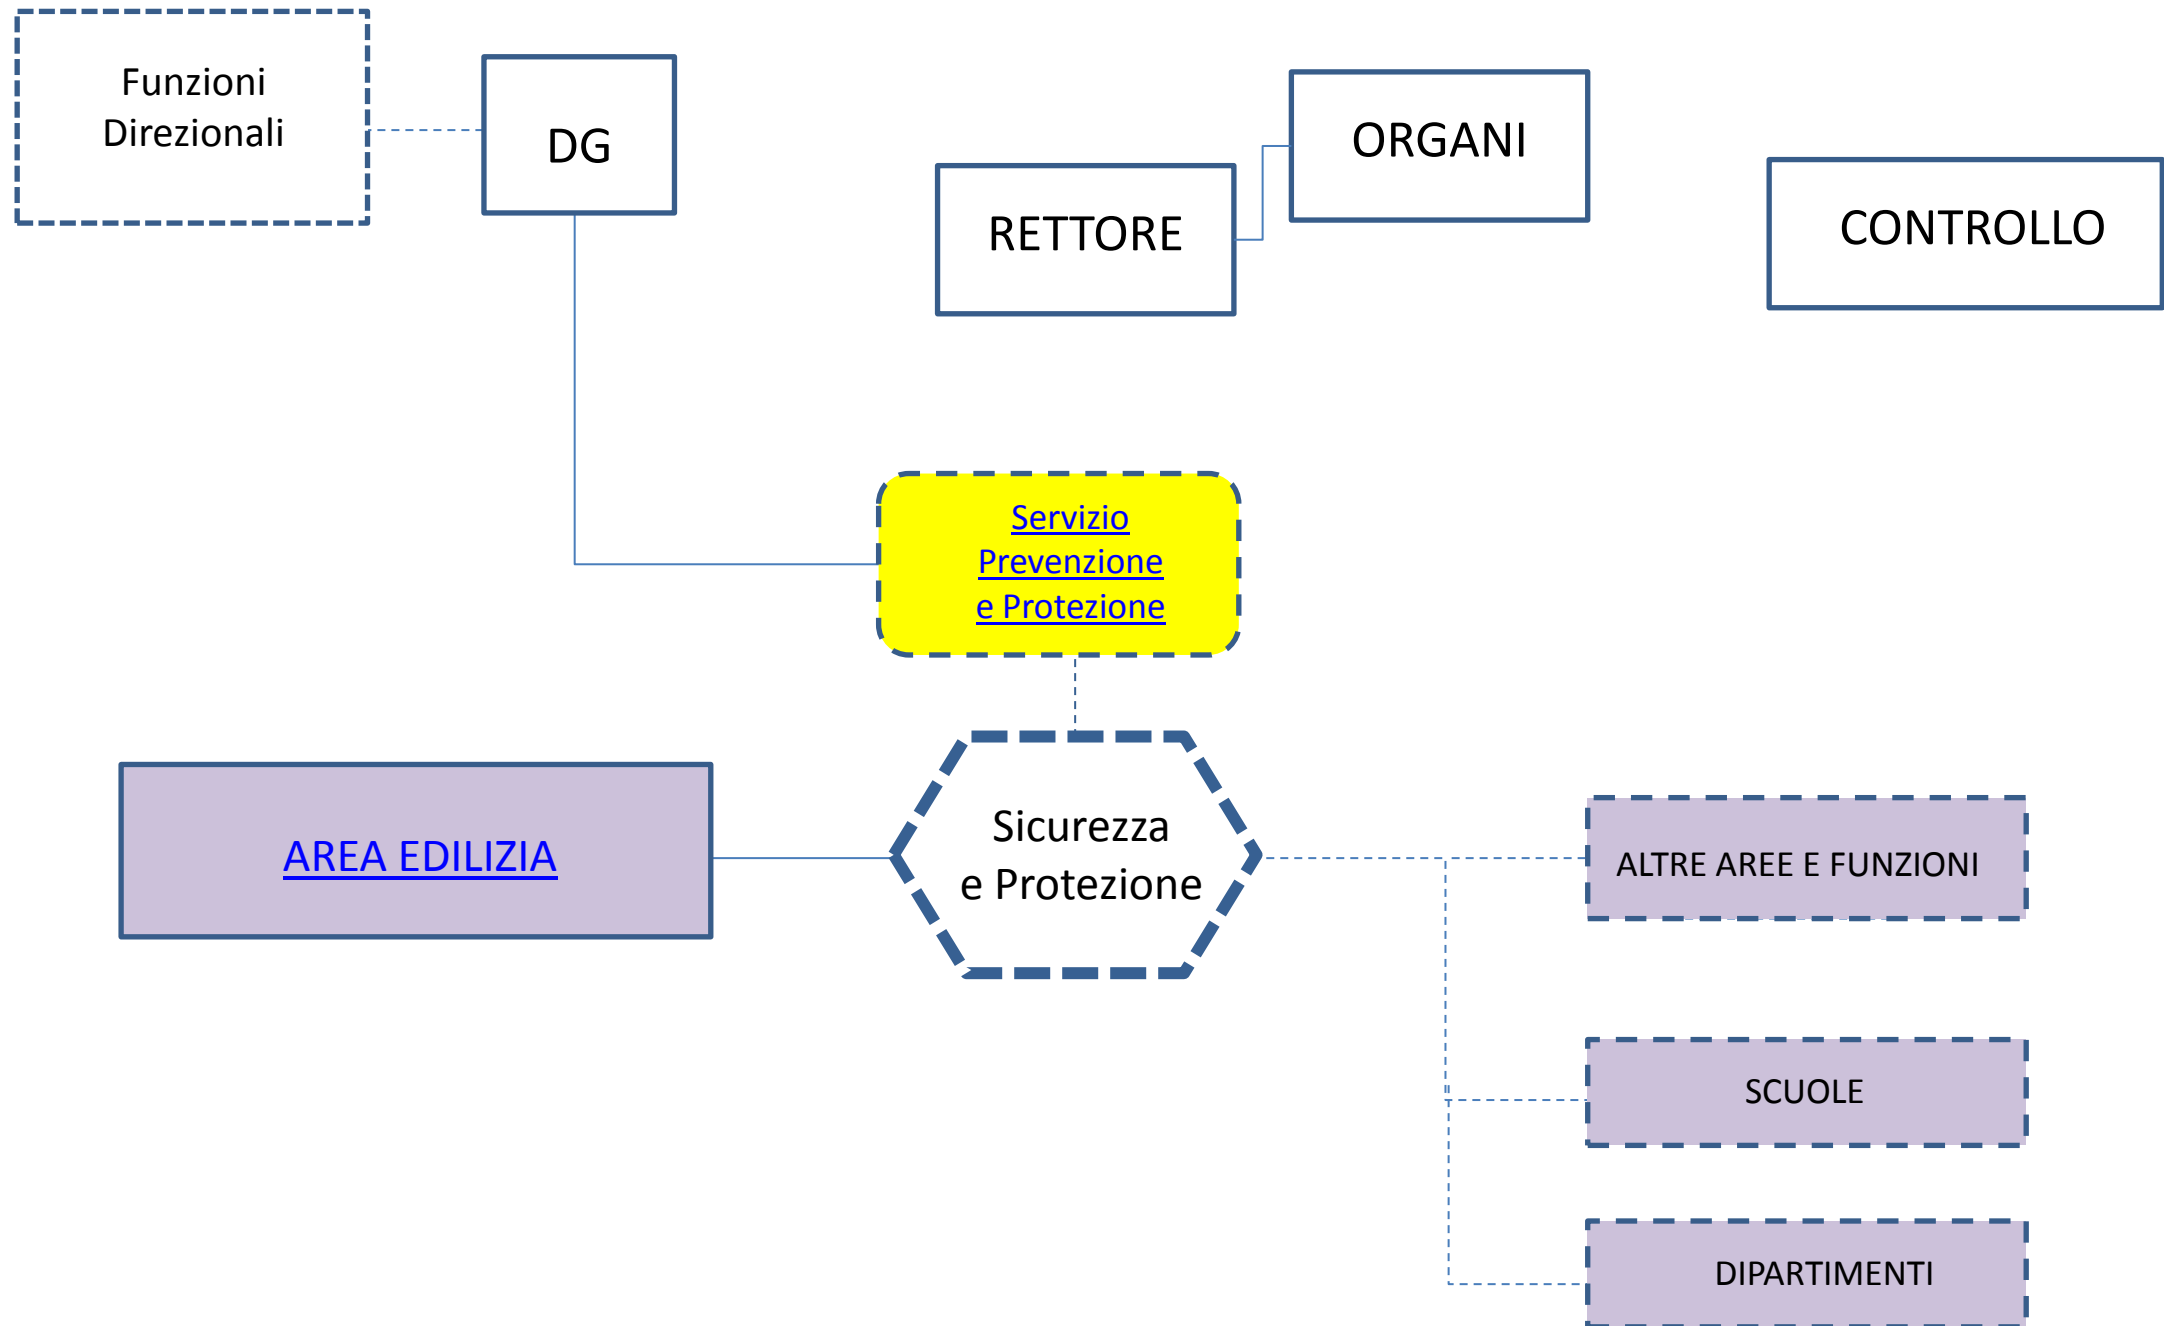 Funzioni
Direzionali
DG
ORGANI
RETTORE
CONTROLLO
Servizio
Prevenzione
e Protezione
AREA EDILIZIA
Sicurezza
e Protezione
ALTRE AREE E FUNZIONI
SCUOLE
DIPARTIMENTI